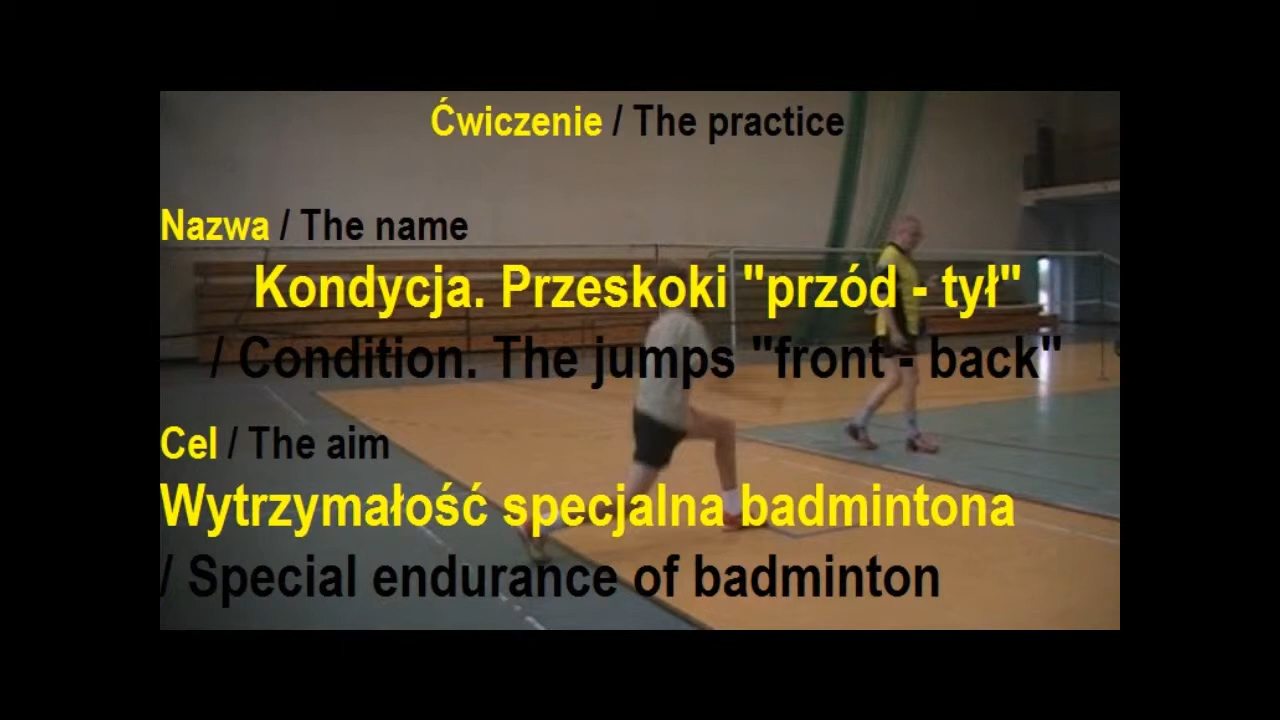 Ćwiczenie / The practice
Nazwa / The name
Kondycja. Przeskoki "przód - tył"
/ Condition. The jumps "front - back"
Cel / The aim
Wytrzymałość specjalna badmintona
/ Special endurance of badminton